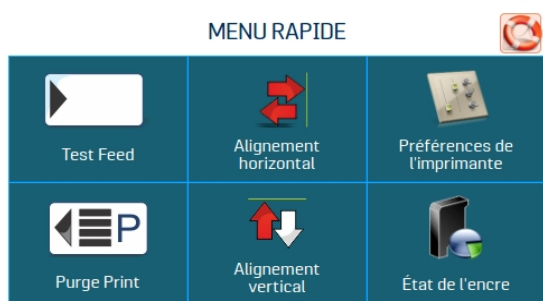 MENU RAPIDE
Test Feed
Alignement
horizontal
Préférences de
l'imprimante
P
Purge Print
Alignement
vertical
État de l'encre